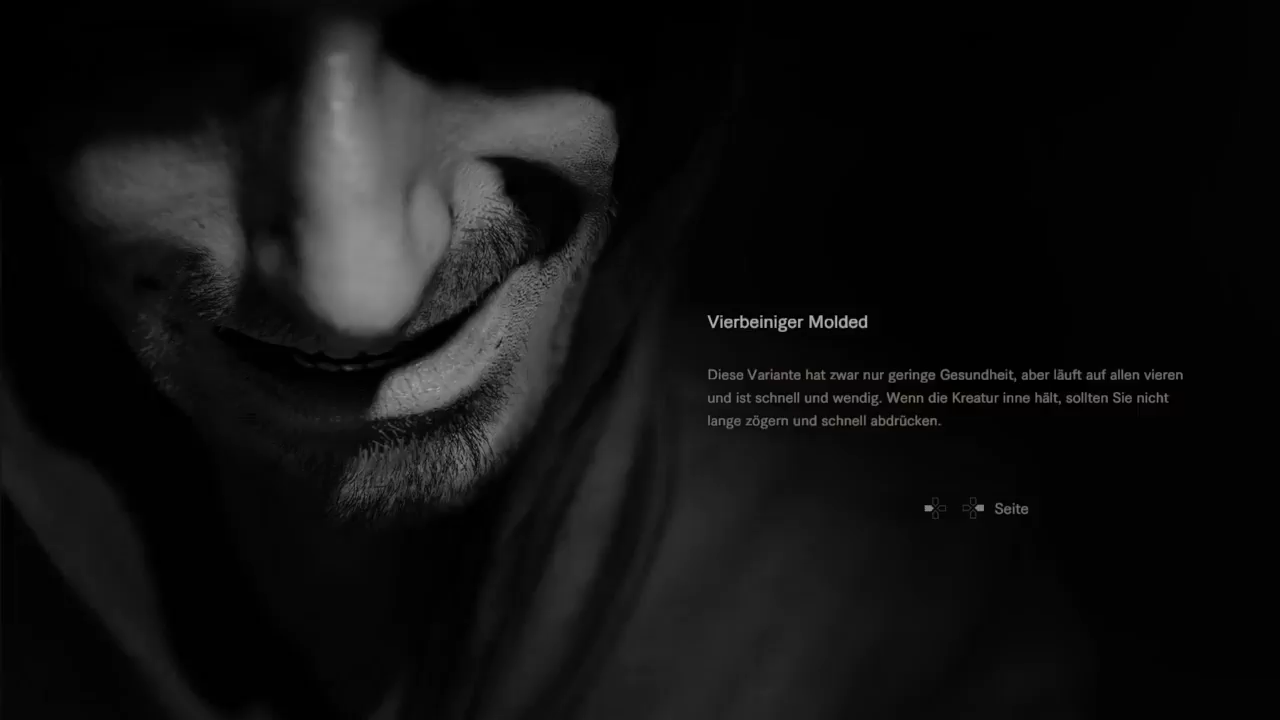 Vierbeiniger Molded
Diese Variante hat zwar nur geringe Gesundheit, aber läuft auf allen vieren
und ist schnell und wendig. Wenn die Kreatur inne hält, sollten Sie nicht
lange zögern und schnell abdrücken.
Seite